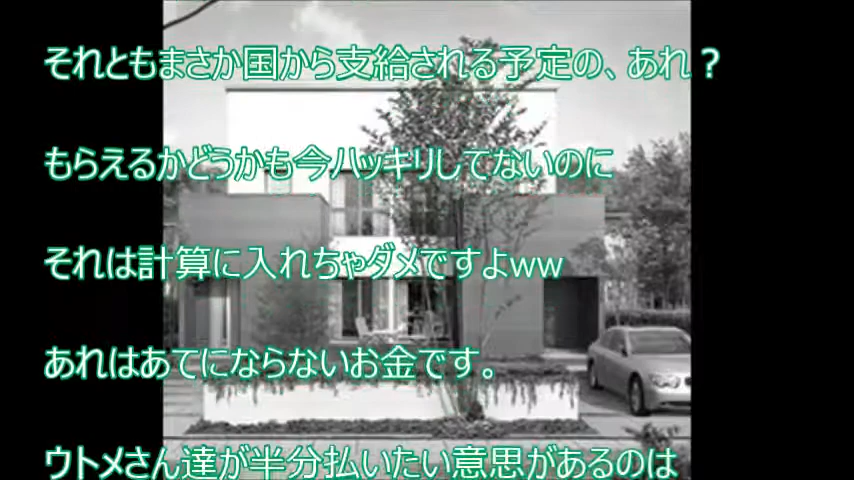 それともまさか国から支給される予定の、あれ？
もらえるかどうかも今ハッキリしてないのに
それは計算に入れちゃダメですよww
あれはあてにならないお金です。
ウトメさん達が半分払いたい意思があるのは